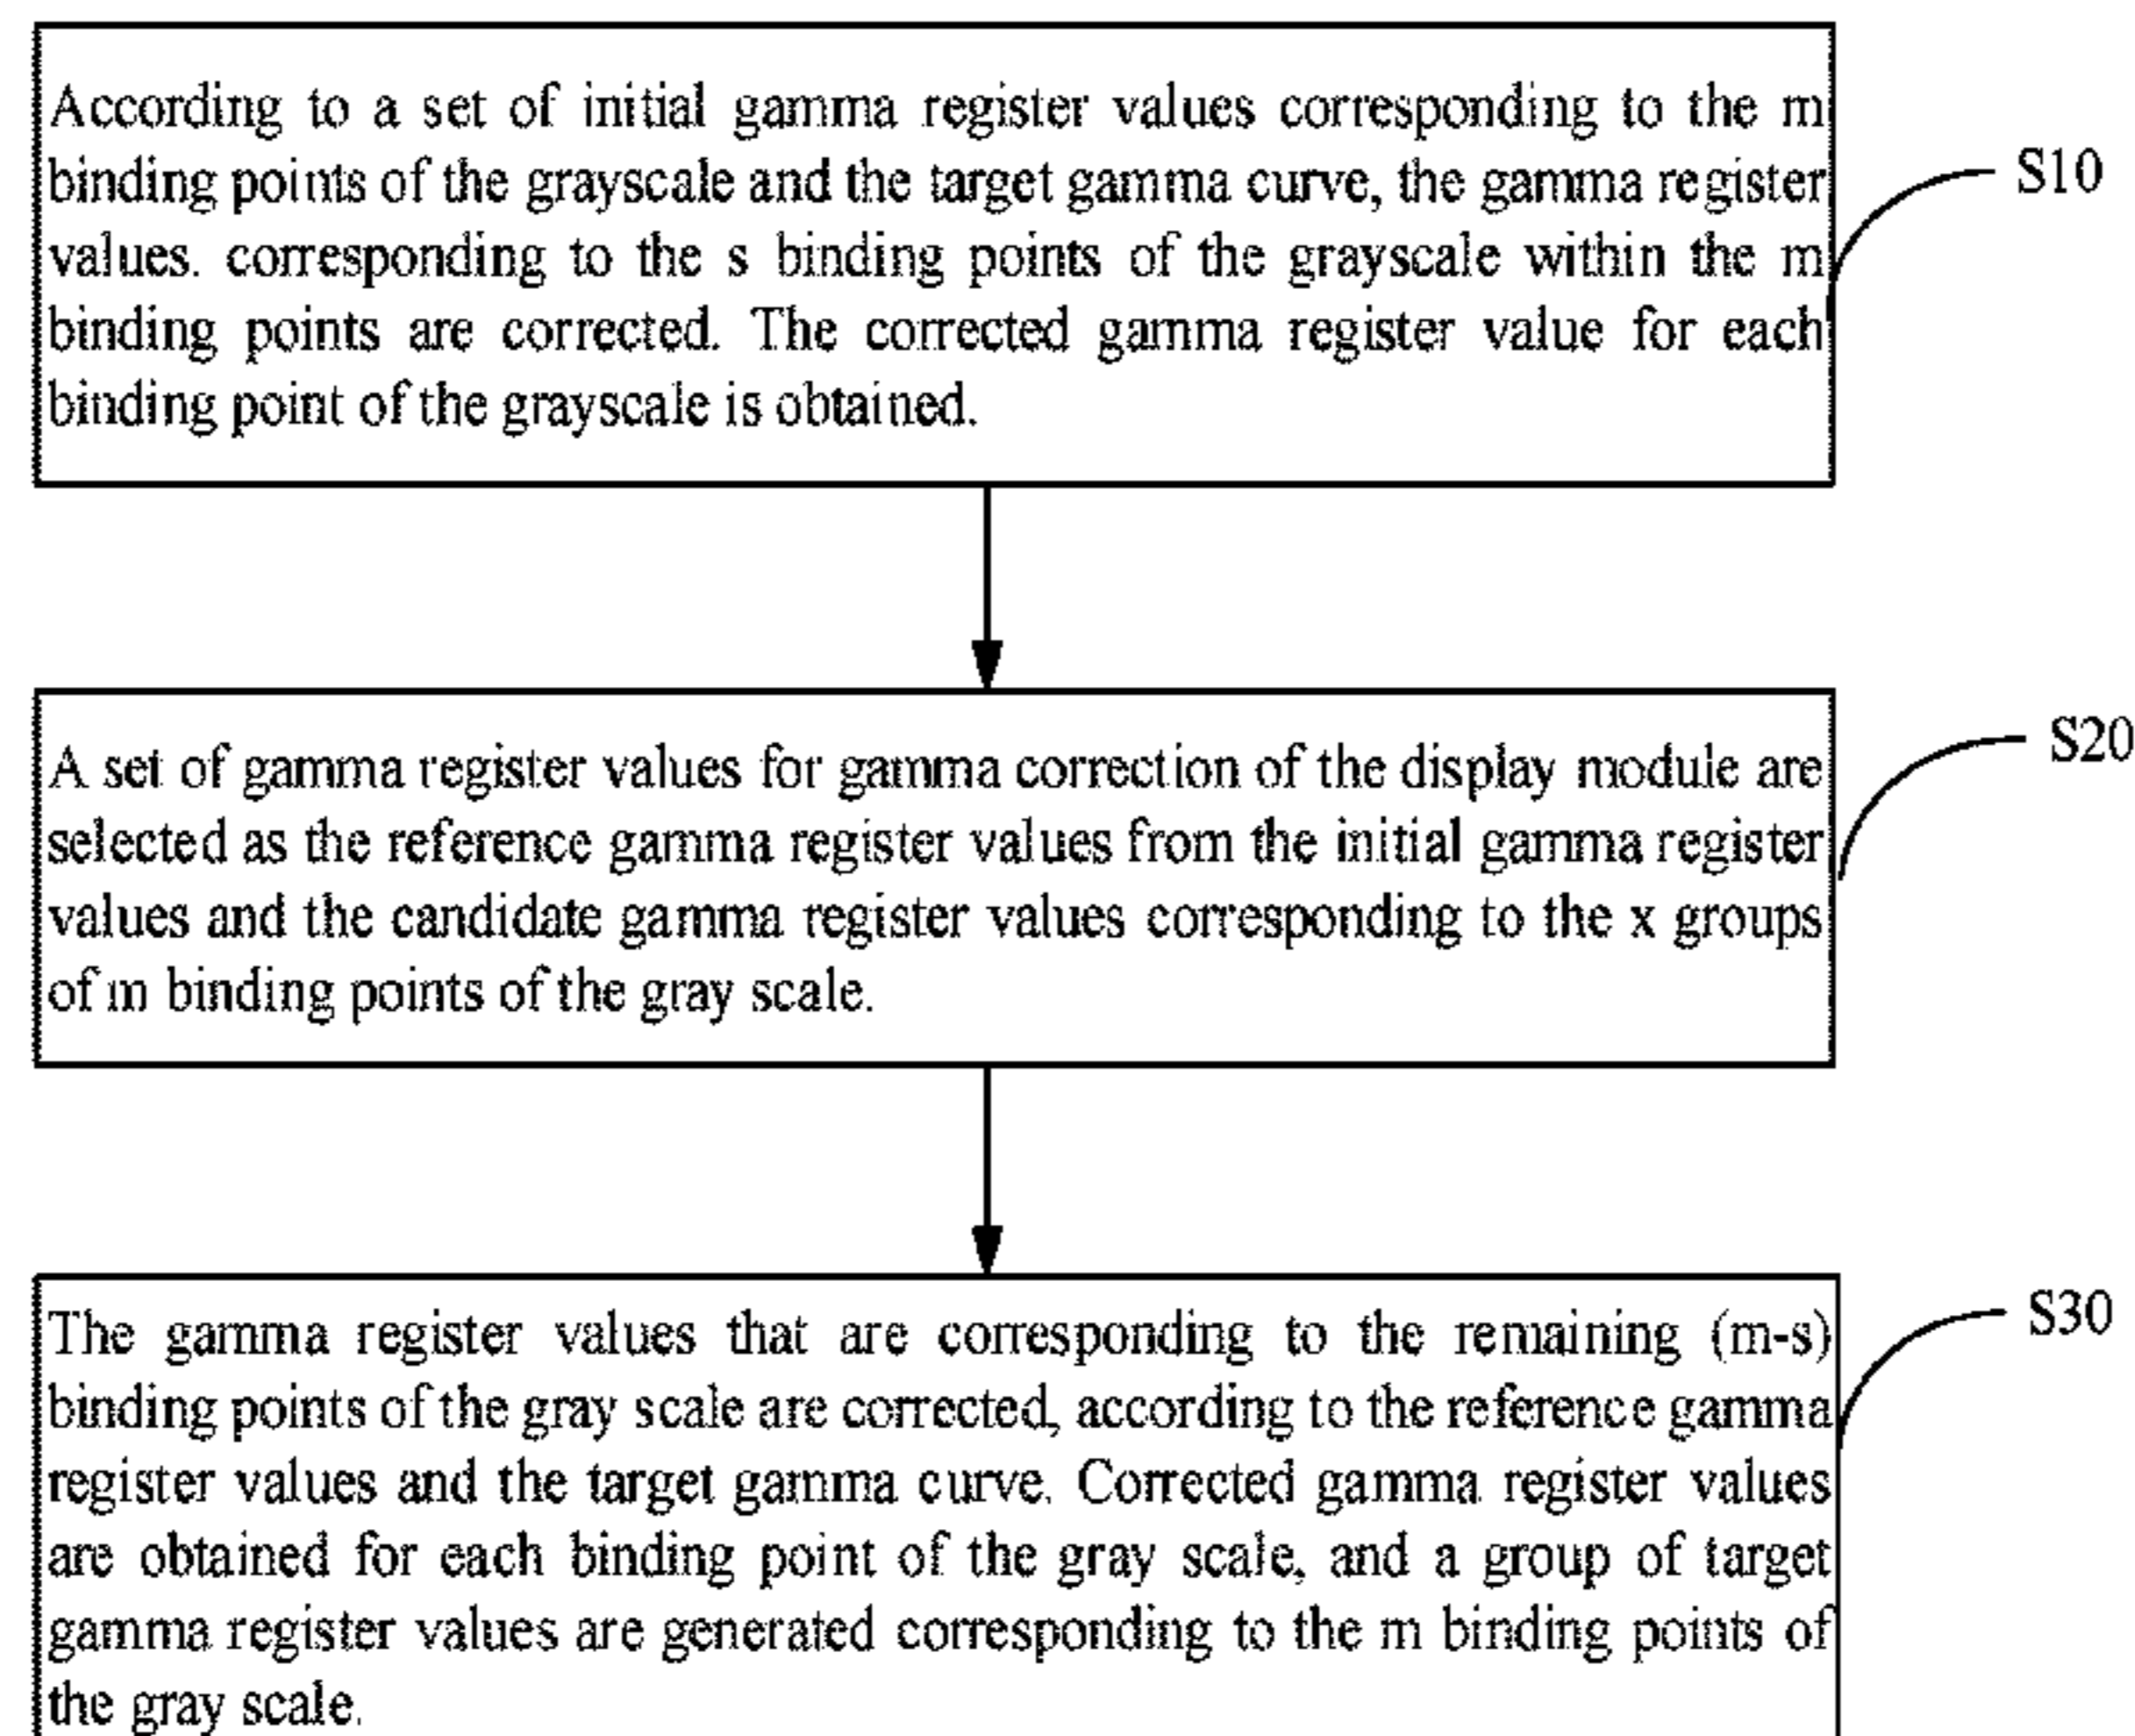 According to a set of initial gamma register values corresponding to the m
binding points of the grayscale and the target gamma curve, the gamma register
values. corresponding to the s binding points of the grayscale within the m
binding points are corrected. The corrected gamma register value for each
binding point of the grayscale is obtained.
S10
A set of gamma register values for gamma correction of the display module are
selected as the reference gamma register values from the initial gamma register
values and the candidate gamma register values corresponding to the x groups
of m binding points of the gray scale.
S20
The gamma register values that are corresponding to the remaining (m-s)
binding points of the gray scale are corrected, according to the reference gamma
register values and the target gamma curve. Corrected gamma register values
are obtained for each binding point of the gray scale, and a group of target
gamma register values are generated corresponding to the m binding points of
the gray scale.
S30